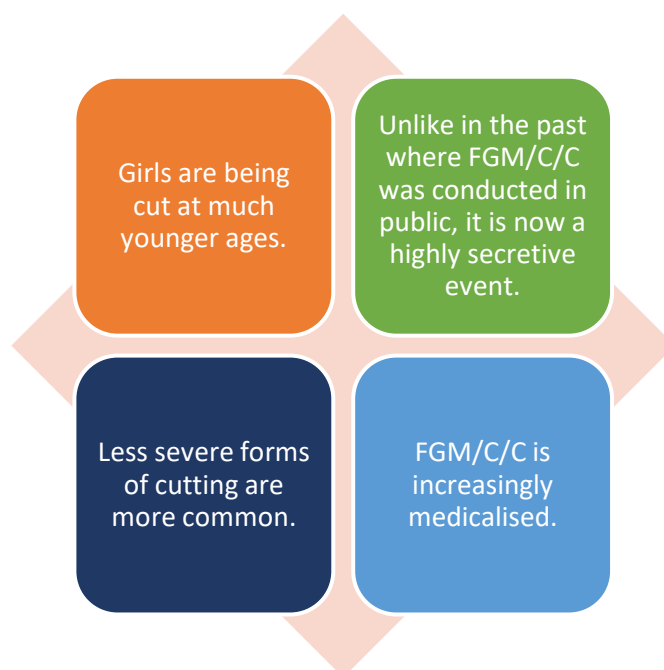 Girls are being
cut at much
younger ages.
Unlike in the past
where FGM/C/C
was conducted in
public, it is now a
highly secretive
event.
Less severe forms
of cutting are
more common.
FGM/C/C is
increasingly
medicalised.